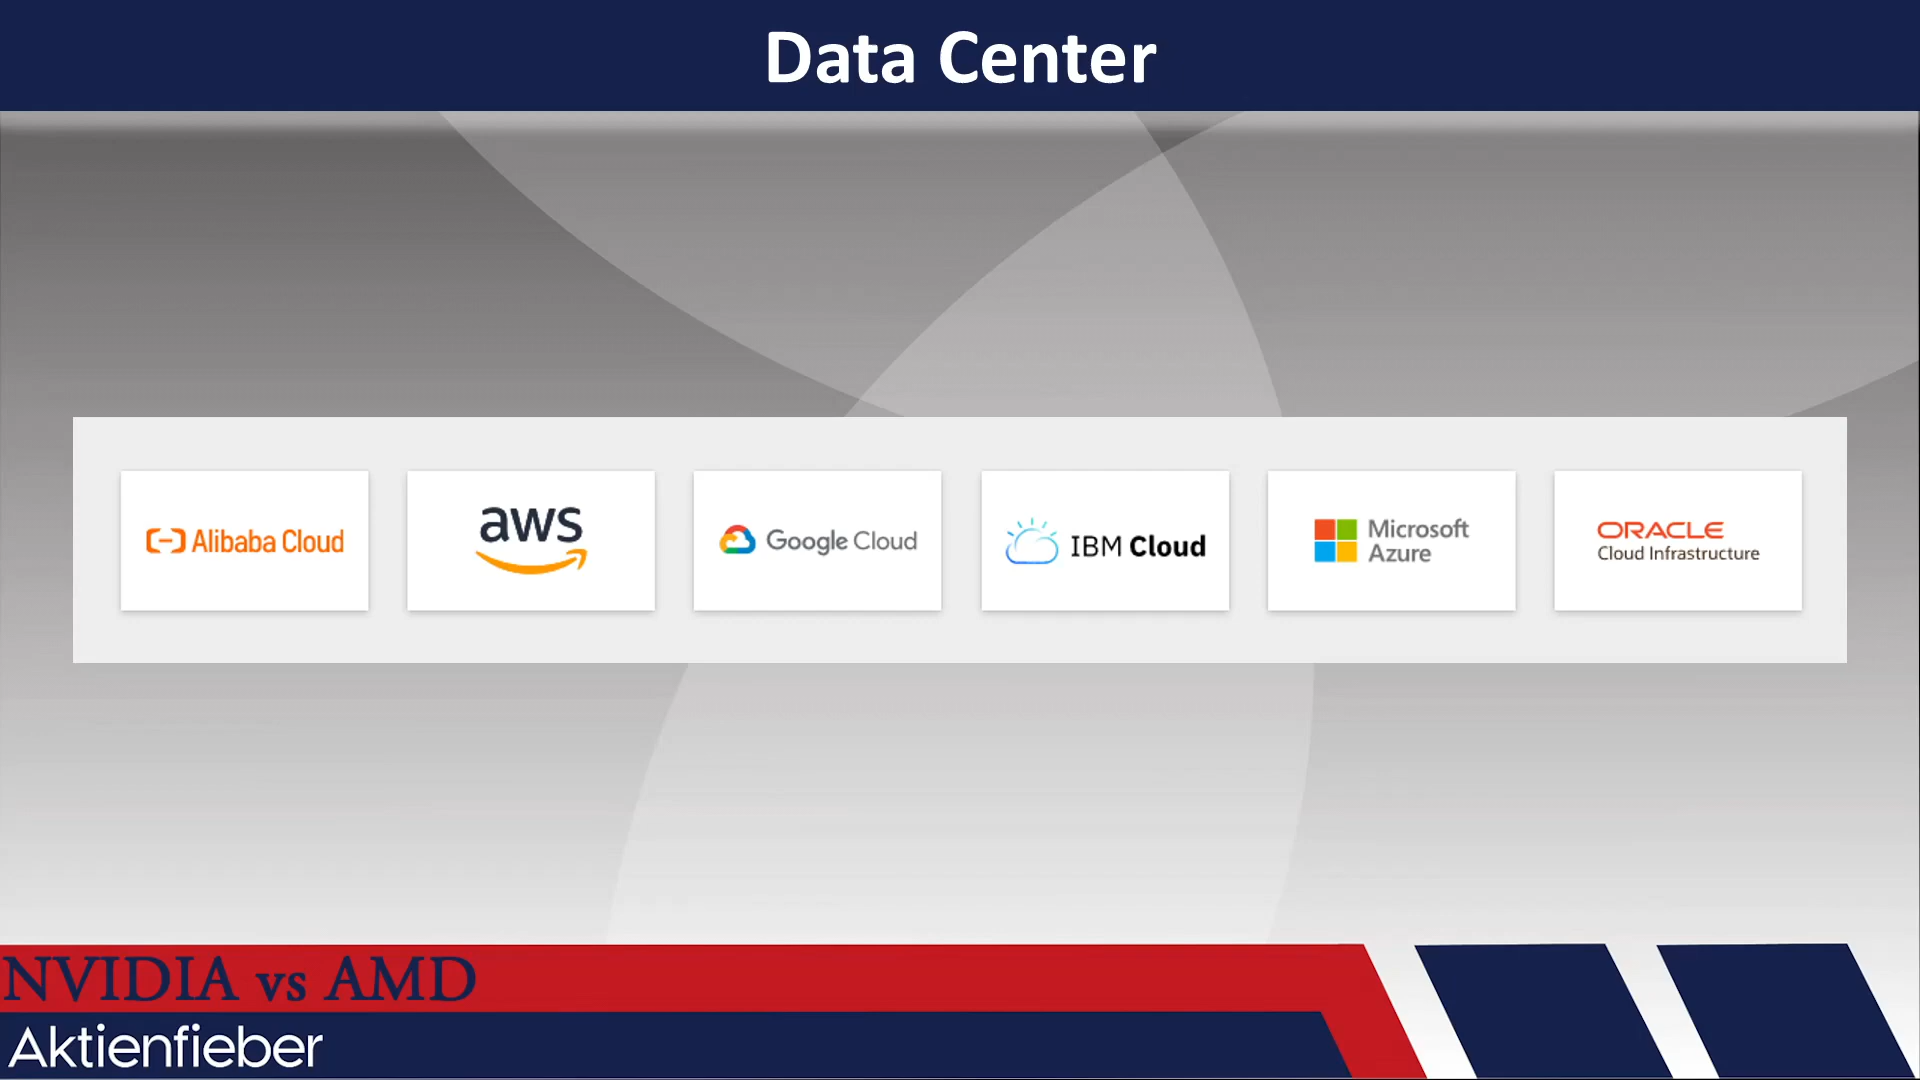 Data Center
Alibaba Cloud
aws
Google Cloud
IBM Cloud
Microsoft
Azure
ORACLE
Cloud Infrastructure
NVIDIA vs AMD
Aktienfieber